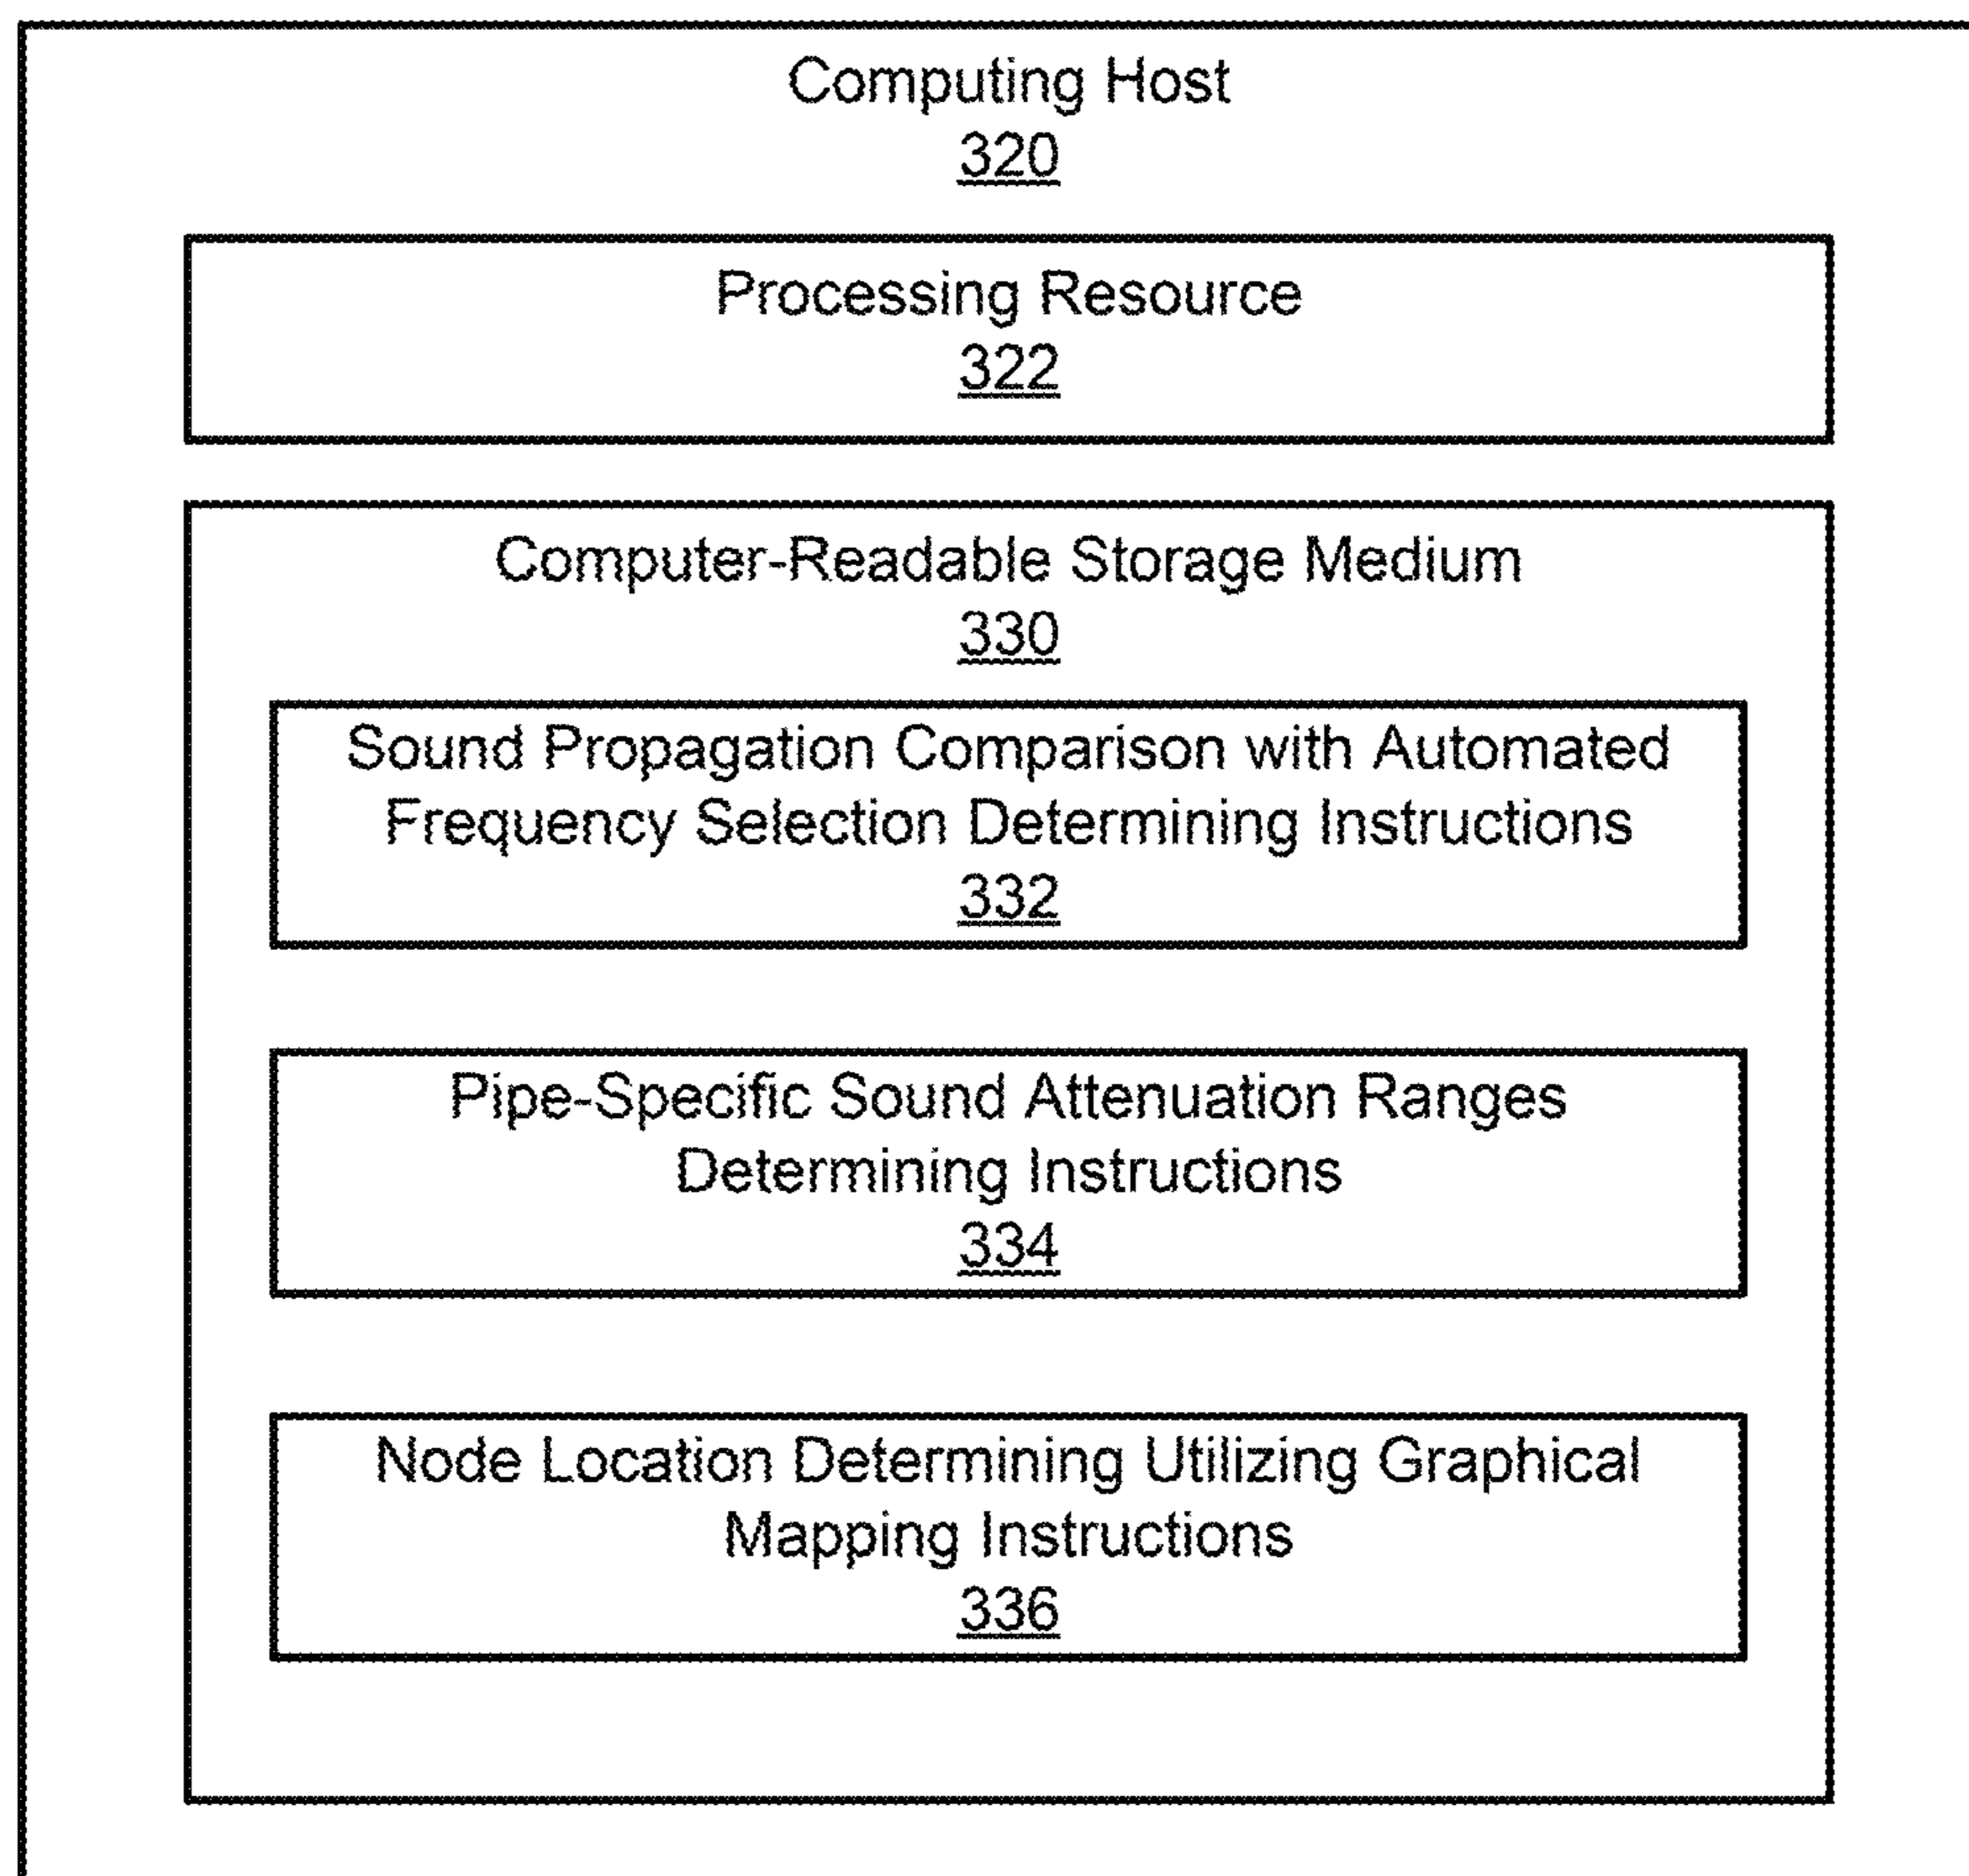 Computing Host
320
Processing Resource
322
Computer-Readable Storage Medium
330
Sound Propagation Comparison with Automated
Frequency Selection Determining Instructions
332
Pipe-Specific Sound Attenuation Ranges
Determining Instructions
334
Node Location Determining Utilizing Graphical
Mapping Instructions
336